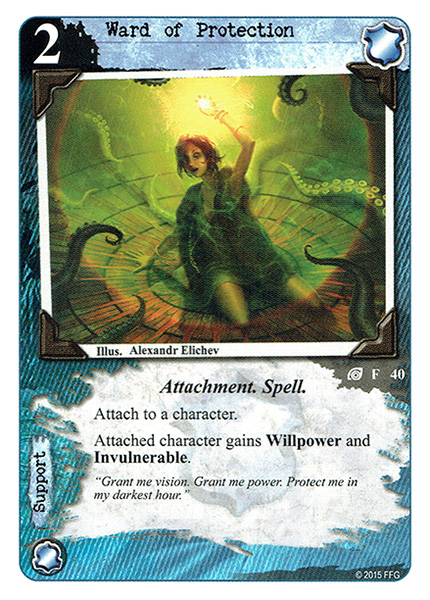 2
Ward of Protection
Illus. Alexandr Elichev
F 40
Attachment. Spell.
Attach to a character.
Attached character gains Willpower and
Invulnerable.
“Grant me vision. Grant me power. Protect me in
my darkest hour.”
Support
© 2015 FFG